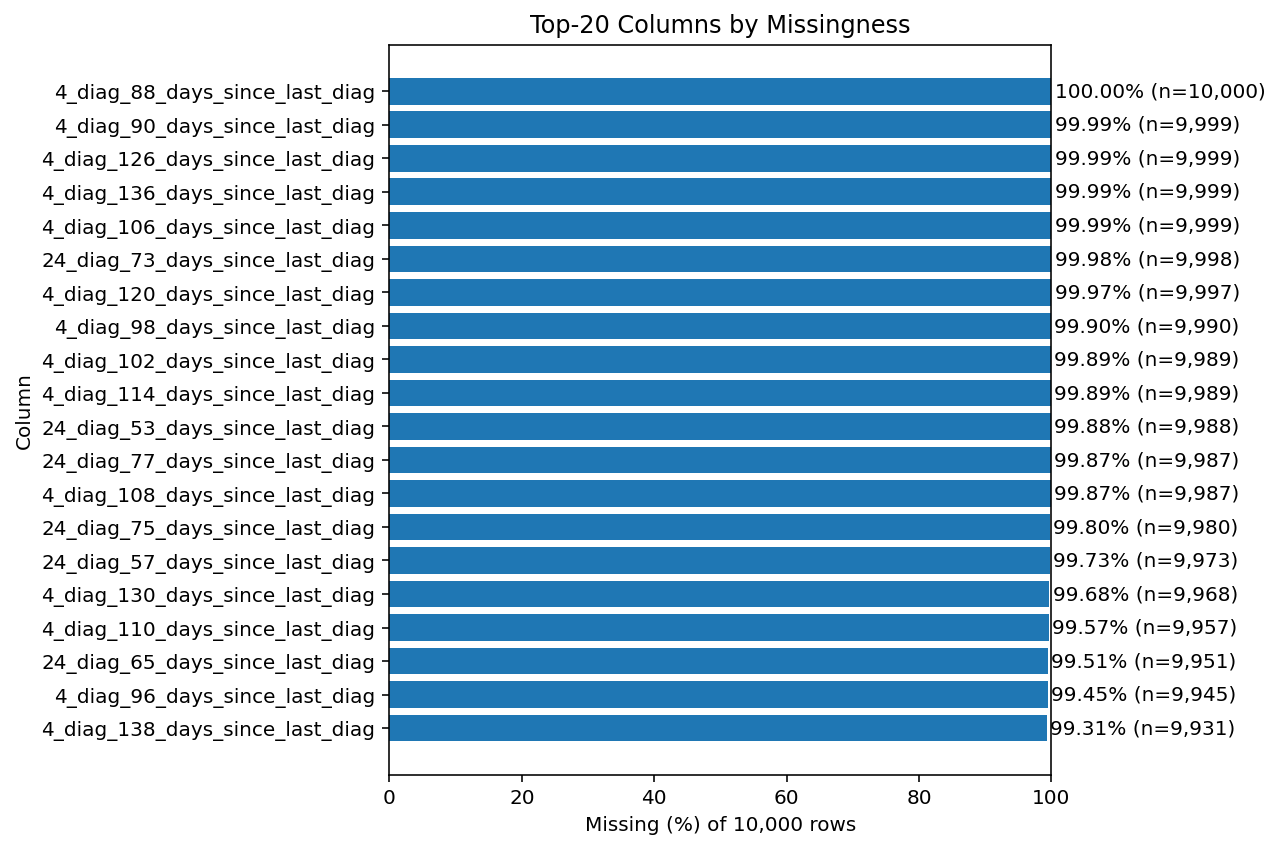 Top-20 Columns by Missingness
4_diag_88_days_since_last_diag 100.00% (n=10,000)
4_diag_90_days_since_last_diag 99.99% (n=9,999)
4_diag_126_days_since_last_diag 99.99% (n=9,999)
4_diag_136_days_since_last_diag 99.99% (n=9,999)
4_diag_106_days_since_last_diag 99.99% (n=9,999)
24_diag_73_days_since_last_diag 99.98% (n=9,998)
4_diag_120_days_since_last_diag 99.97% (n=9,997)
4_diag_98_days_since_last_diag 99.90% (n=9,990)
4_diag_102_days_since_last_diag 99.89% (n=9,989)
4_diag_114_days_since_last_diag 99.89% (n=9,989)
24_diag_53_days_since_last_diag 99.88% (n=9,988)
24_diag_77_days_since_last_diag 99.87% (n=9,987)
4_diag_108_days_since_last_diag 99.87% (n=9,987)
24_diag_75_days_since_last_diag 99.80% (n=9,980)
24_diag_57_days_since_last_diag 99.73% (n=9,973)
4_diag_130_days_since_last_diag 99.68% (n=9,968)
4_diag_110_days_since_last_diag 99.57% (n=9,957)
24_diag_65_days_since_last_diag 99.51% (n=9,951)
4_diag_96_days_since_last_diag 99.45% (n=9,945)
4_diag_138_days_since_last_diag 99.31% (n=9,931)
Column
0 20 40 60 80 100
Missing (%) of 10,000 rows